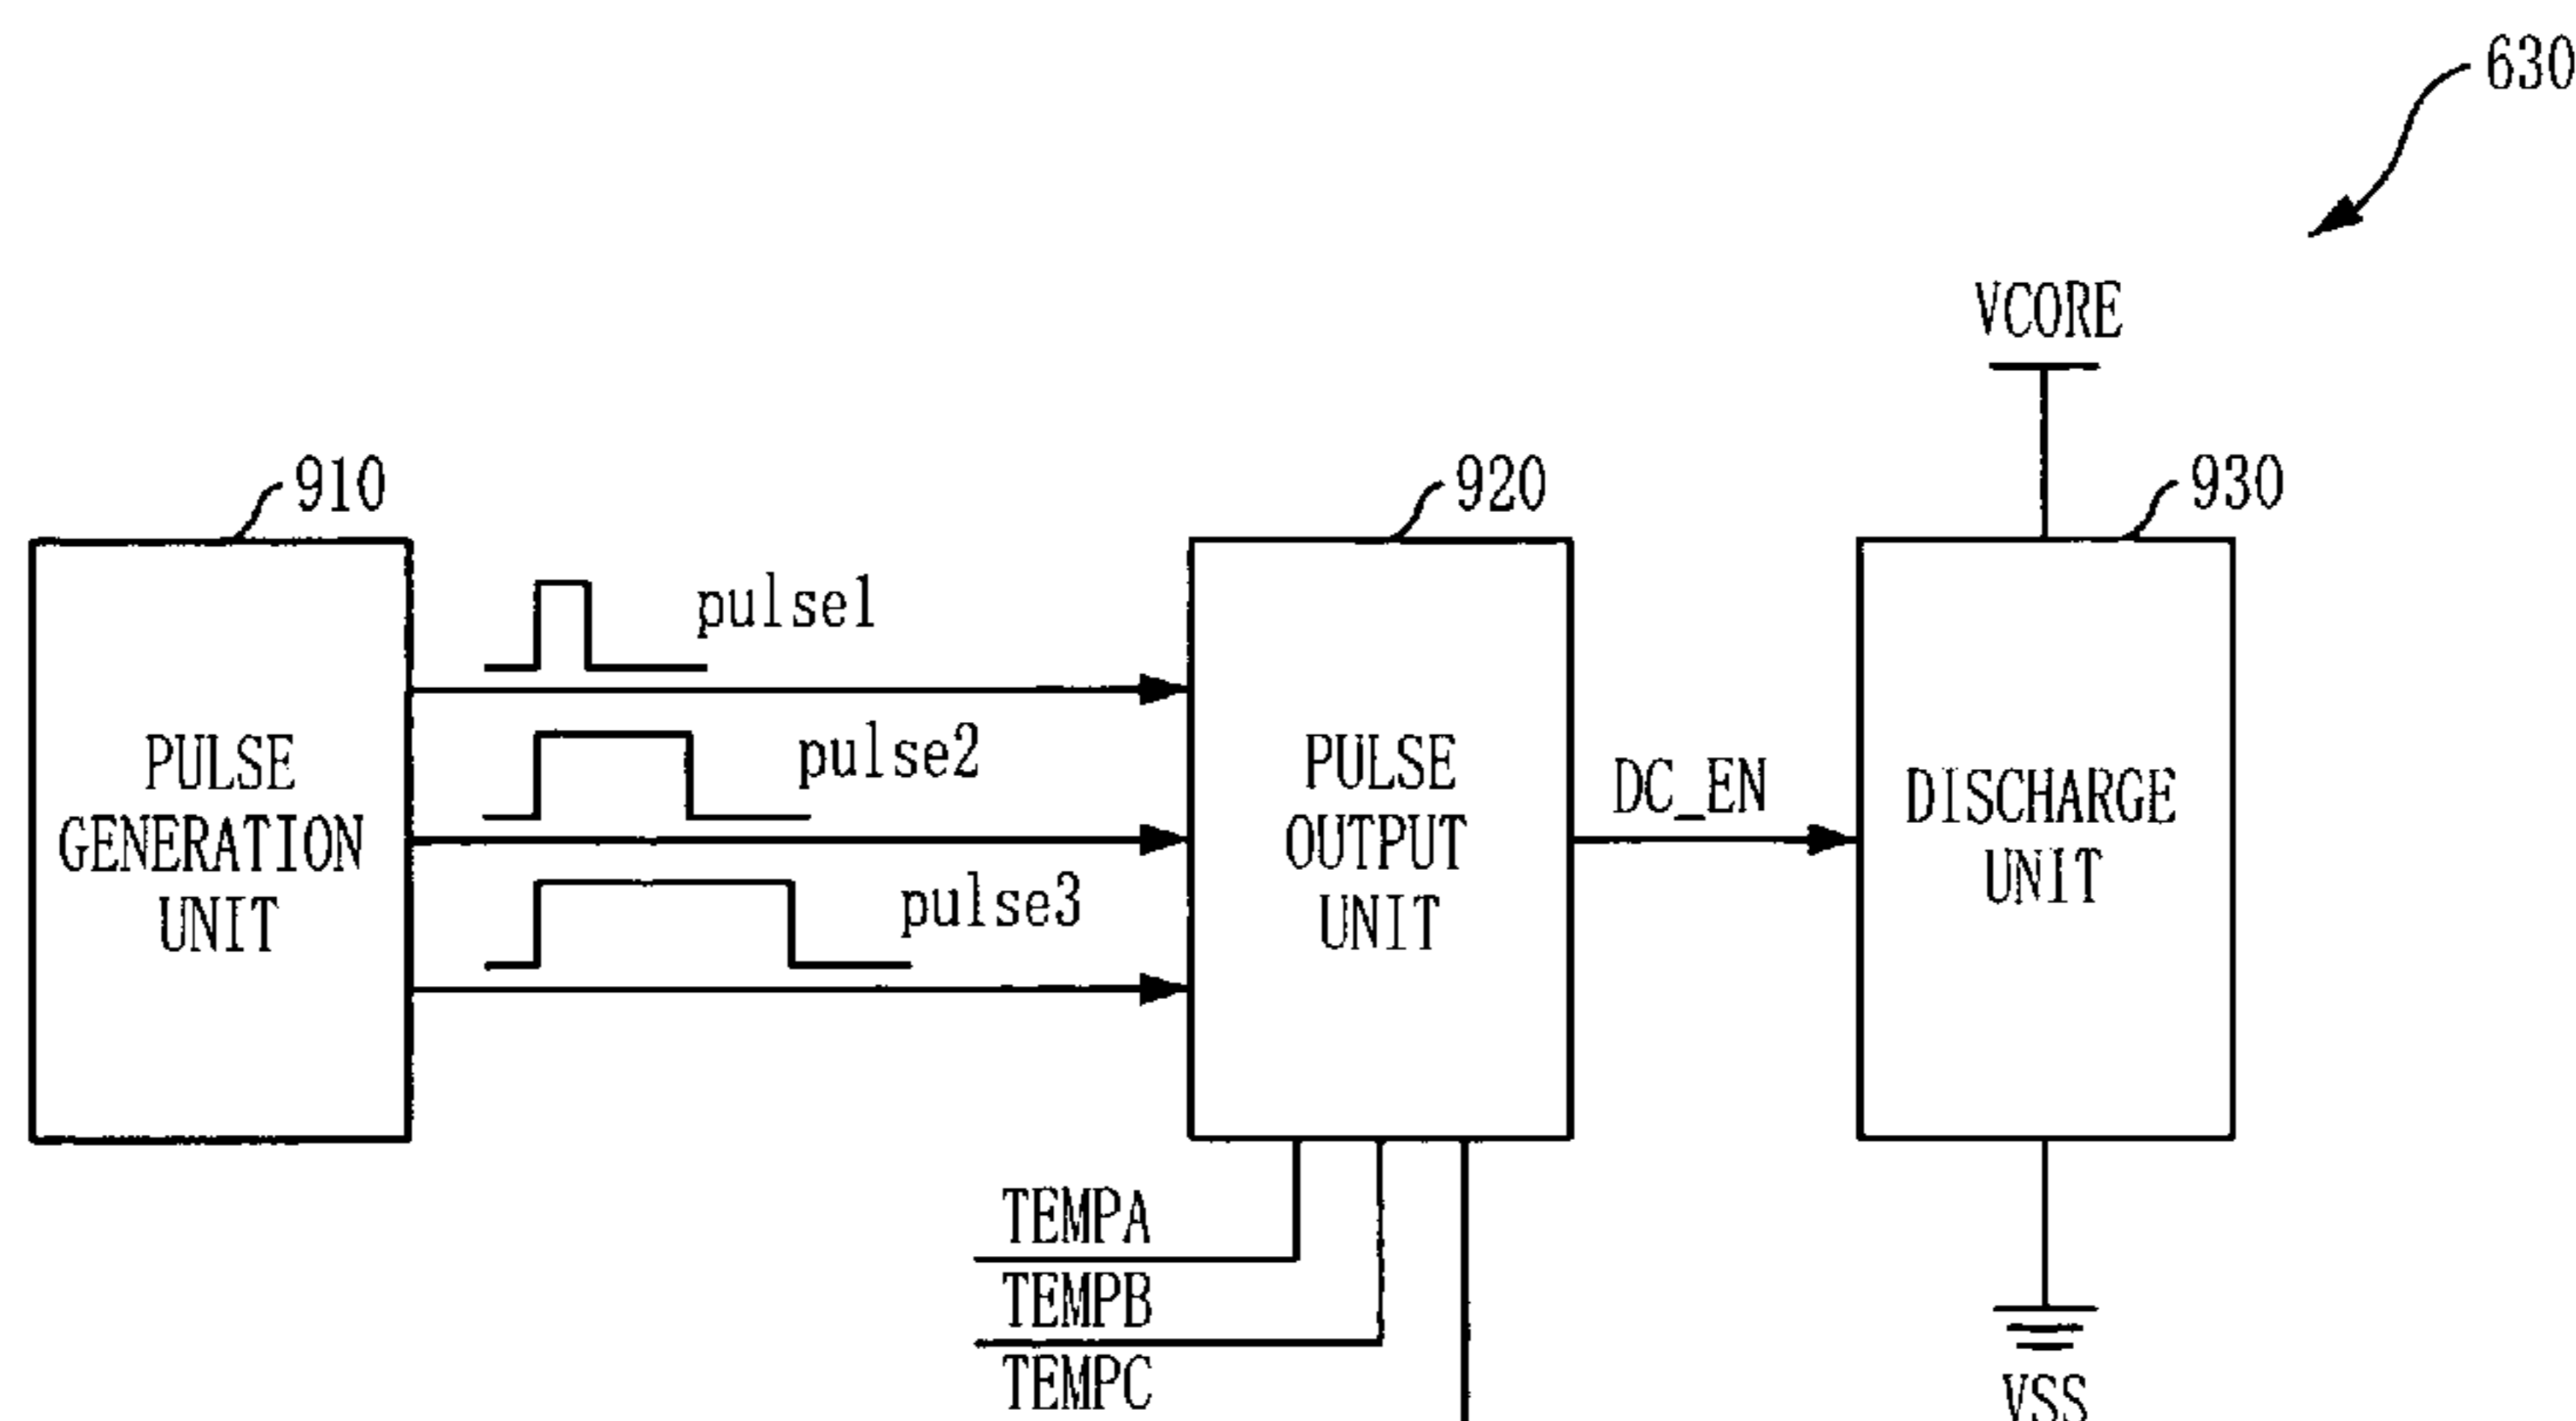 630
VCORE
910
920
930
pulse1
pulse2
pulse3
PULSE
GENERATION
UNIT
PULSE
OUTPUT
UNIT
DC_EN
DISCHARGE
UNIT
TEMPA
TEMPB
TEMPC
VSS